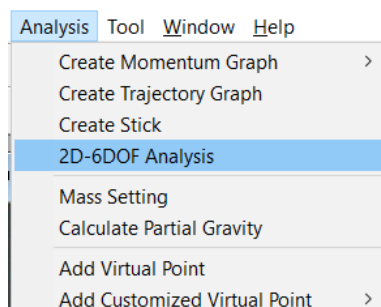 Analysis Tool Window Help
Create Momentum Graph >
Create Trajectory Graph
Create Stick
2D-6DOF Analysis
Mass Setting
Calculate Partial Gravity
Add Virtual Point
Add Customized Virtual Point >